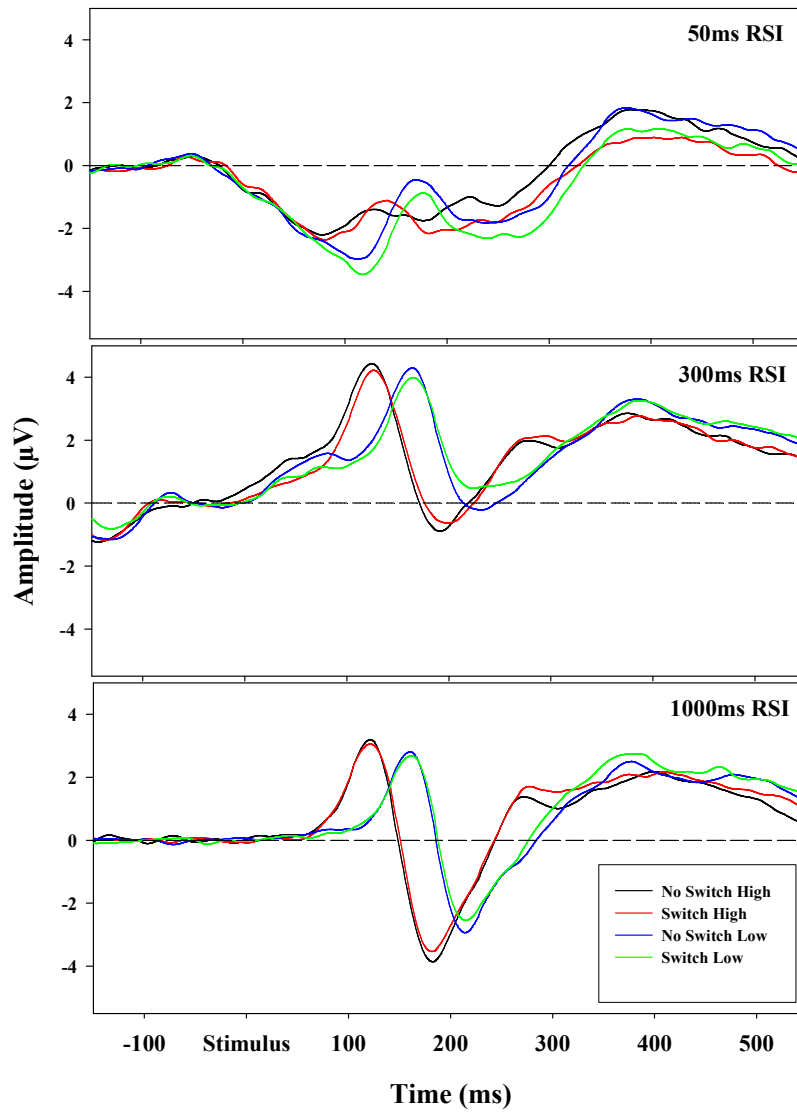 50ms RSI
4
2
0
-2
-4
300ms RSI
4
2
0
-2
-4
Amplitude (µV)
1000ms RSI
4
2
0
-2
-4
No Switch High
Switch High
No Switch Low
Switch Low
-100 Stimulus 100 200 300 400 500
Time (ms)